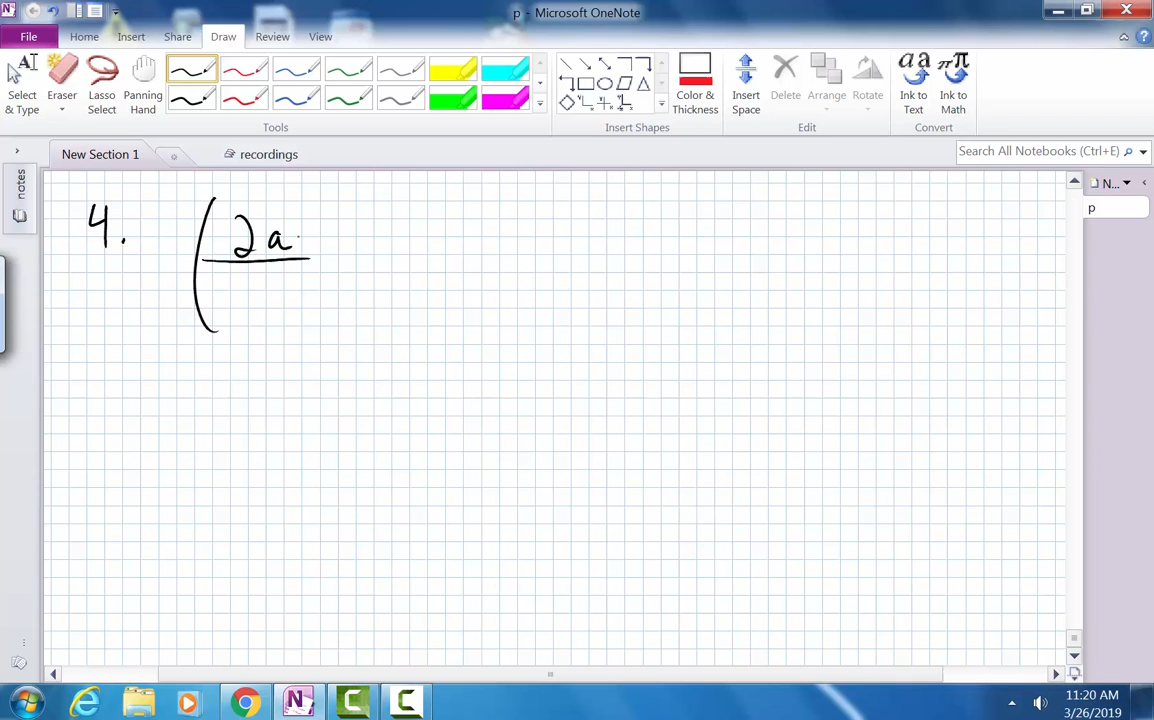 p - Microsoft OneNote
File Home Insert Share Draw Review View
Select & Type
Eraser
Lasso Select
Panning Hand
Color & Thickness
Insert Space
Delete
Arrange
Rotate
Ink to Text
Ink to Math
Tools Insert Shapes Edit Convert
New Section 1 recordings Search All Notebooks (Ctrl+E) N...
notes
p
4. ( 2a
11:20 AM
3/26/2019